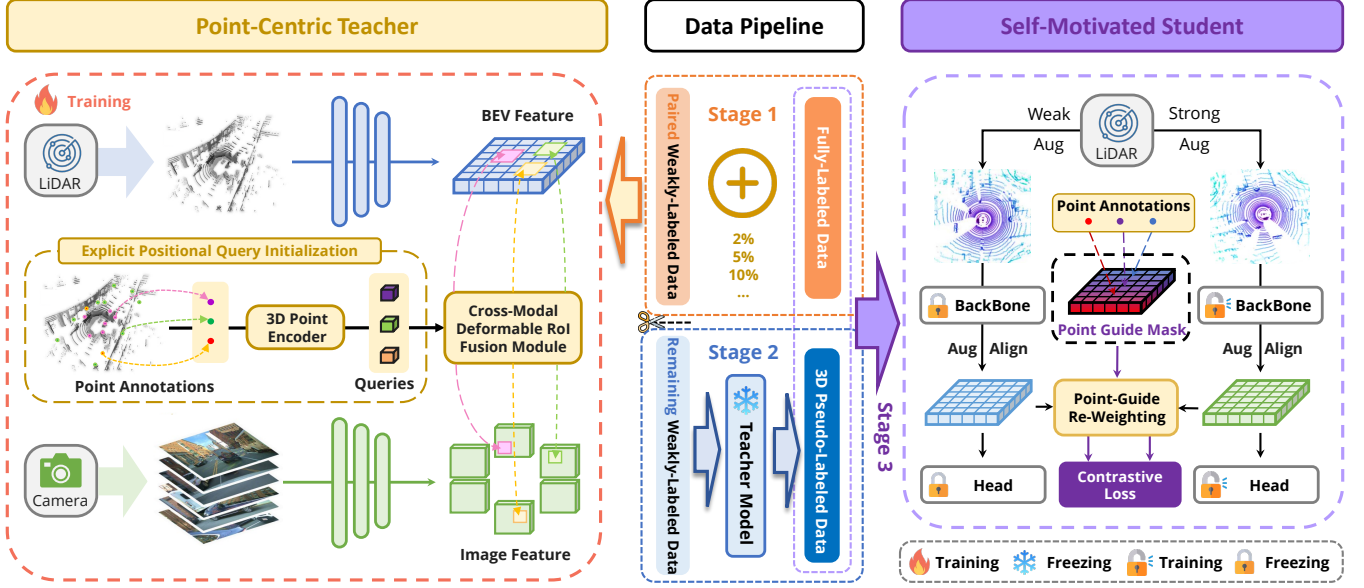 Point-Centric Teacher
Data Pipeline
Self-Motivated Student
Training
LiDAR
BEV Feature
Explicit Positional Query Initialization
3D Point
Encoder
Point Annotations
Queries
Cross-Modal
Deformable RoI
Fusion Module
Camera
Image Feature
Paired Weakly-Labeled Data
Stage 1
2%
5%
10%
...
Fully-Labeled Data
Remaining Weakly-Labeled Data
Stage 2
Teacher Model
3D Pseudo-Labeled Data
Stage 3
Weak
Aug
LiDAR
Strong
Aug
Point Annotations
BackBone
Point Guide Mask
BackBone
Aug Align
Aug Align
Point-Guide
Re-Weighting
Head
Contrastive
Loss
Head
Training
Freezing
Training
Freezing